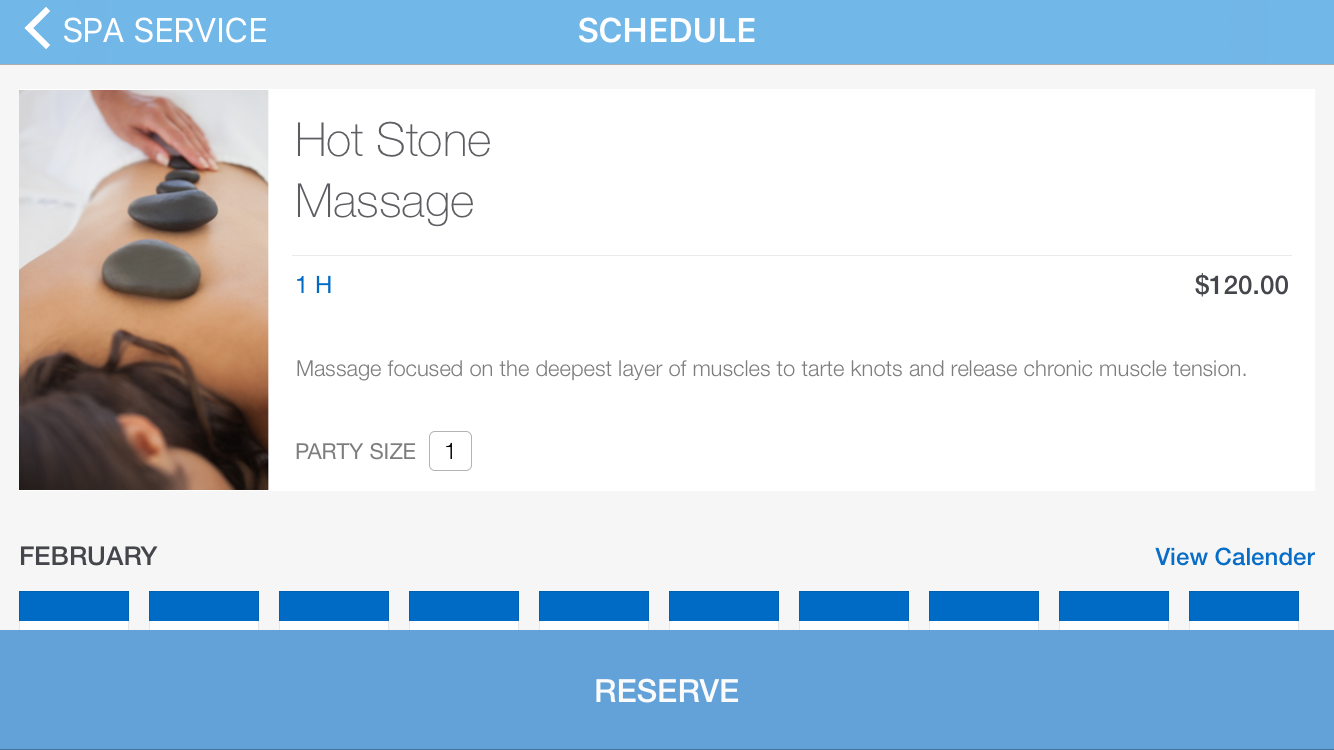 SPA SERVICE
SCHEDULE
Hot Stone
Massage
1 H
$120.00
Massage focused on the deepest layer of muscles to tarte knots and release chronic muscle tension.
PARTY SIZE 1
FEBRUARY
View Calender
RESERVE